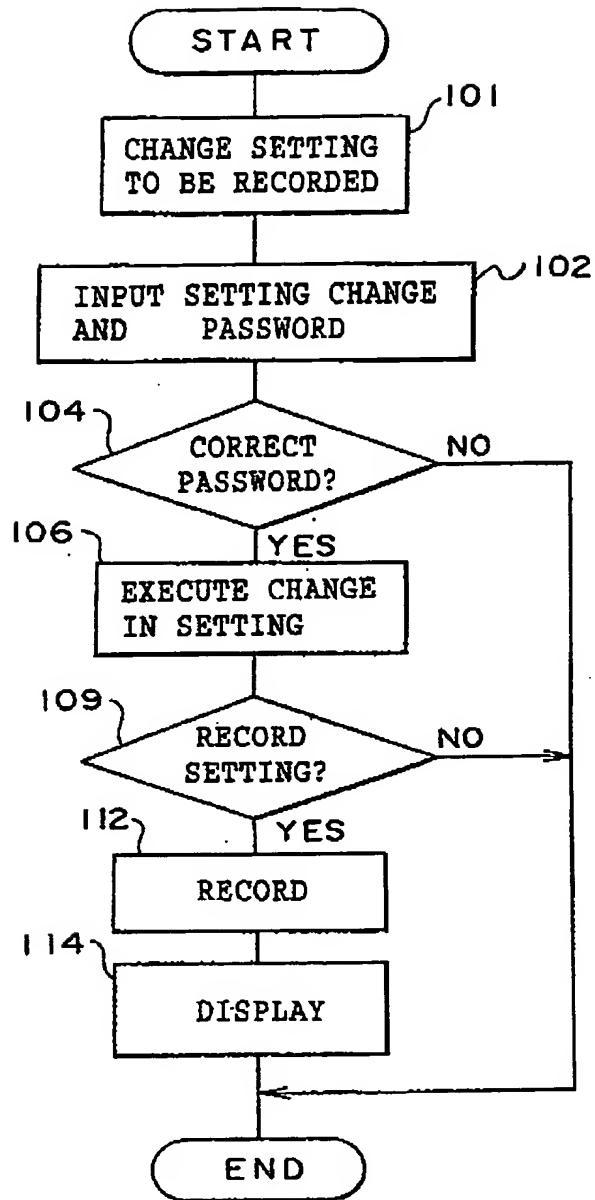 START
101
CHANGE SETTING
TO BE RECORDED
102
INPUT SETTING CHANGE
AND PASSWORD
104
CORRECT
PASSWORD?
NO
YES
106
EXECUTE CHANGE
IN SETTING
109
RECORD
SETTING?
NO
YES
112
RECORD
114
DISPLAY
END